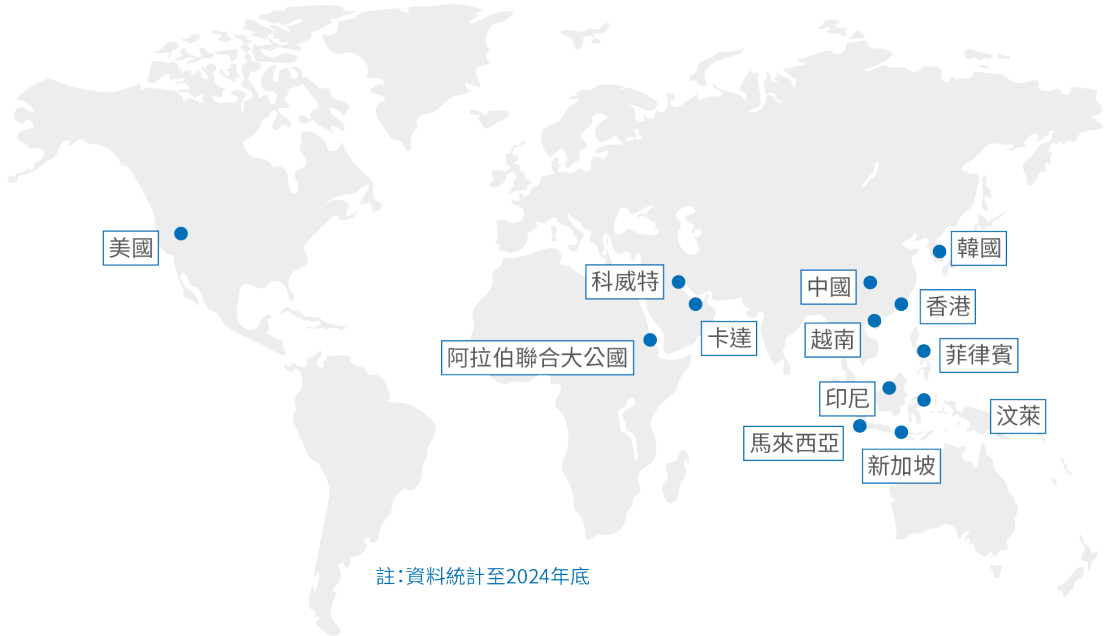 美國
韓國
科威特
中國
香港
卡達
越南
阿拉伯聯合大公國
菲律賓
印尼
汶萊
馬來西亞
新加坡
註：資料統計至2024年底